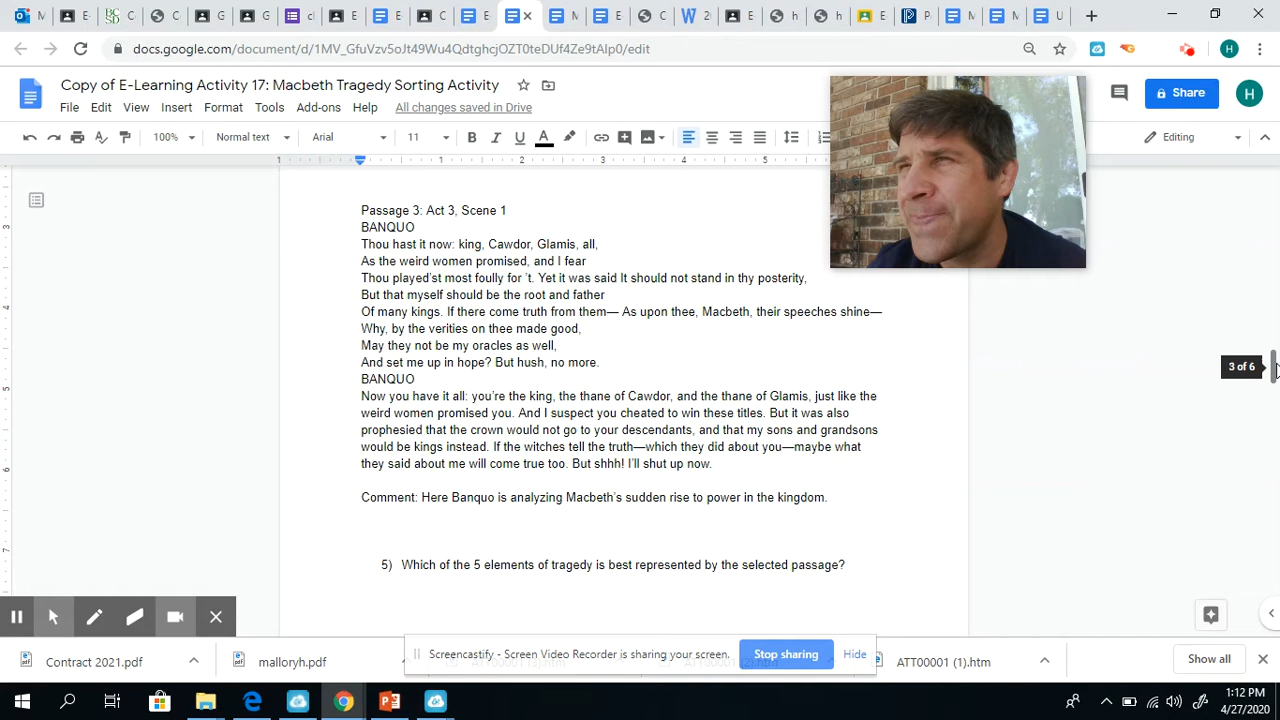 docs.google.com/document/d/1MV_GfuVzv5OJt49Wu4QdtghcjOZT0teDUf4Ze9tAlp0/edit
Copy of E-Learning Activity 17: Macbeth Tragedy Sorting Activity
File Edit View Insert Format Tools Add-ons Help All changes saved in Drive
Share
H
100% Normal text Arial 11 Editing
Passage 3: Act 3, Scene 1
BANQUO
Thou hast it now: king, Cawdor, Glamis, all,
As the weird women promised, and I fear
Thou played'st most foully for 't. Yet it was said It should not stand in thy posterity,
But that myself should be the root and father
Of many kings. If there come truth from them— As upon thee, Macbeth, their speeches shine—
Why, by the verities on thee made good,
May they not be my oracles as well,
And set me up in hope? But hush, no more.
BANQUO
Now you have it all: you're the king, the thane of Cawdor, and the thane of Glamis, just like the
weird women promised you. And I suspect you cheated to win these titles. But it was also
prophesied that the crown would not go to your descendants, and that my sons and grandsons
would be kings instead. If the witches tell the truth—which they did about you—maybe what
they said about me will come true too. But shhh! I'll shut up now.
Comment: Here Banquo is analyzing Macbeth's sudden rise to power in the kingdom.
5) Which of the 5 elements of tragedy is best represented by the selected passage?
3 of 6
Screencastify - Screen Video Recorder is sharing your screen. Stop sharing Hide
Contract 2021.pdf malloryh.pdf ATT00001 (1).htm Show all
1:12 PM
4/27/2020